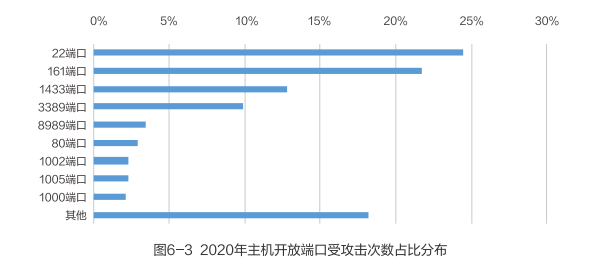 0% 5% 10% 15% 20% 25% 30%
22端口
161端口
1433端口
3389端口
8989端口
80端口
1002端口
1005端口
1000端口
其他
图6-3 2020年主机开放端口受攻击次数占比分布